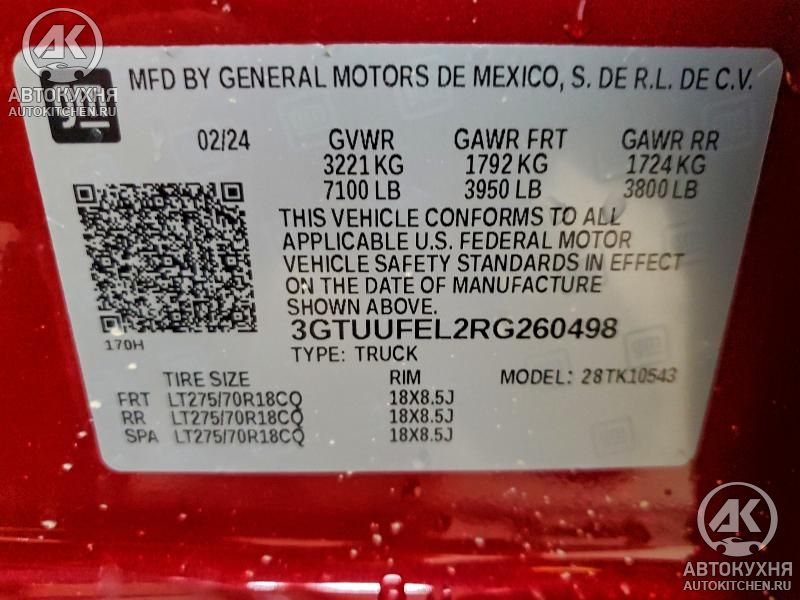 AK
АВТОКУХНЯ
AUTOKITCHEN.RU
gm
MFD BY GENERAL MOTORS DE MEXICO, S. DE R.L. DE C.V.
02/24 GVWR GAWR FRT GAWR RR
3221 KG 1792 KG 1724 KG
7100 LB 3950 LB 3800 LB
THIS VEHICLE CONFORMS TO ALL
APPLICABLE U.S. FEDERAL MOTOR
VEHICLE SAFETY STANDARDS IN EFFECT
ON THE DATE OF MANUFACTURE
SHOWN ABOVE.
3GTUUFEL2RG260498
170H
TYPE: TRUCK
TIRE SIZE RIM MODEL: 28TK10543
FRT LT275/70R18CQ 18X8.5J
RR LT275/70R18CQ 18X8.5J
SPA LT275/70R18CQ 18X8.5J
AK
АВТОКУХНЯ
AUTOKITCHEN.RU